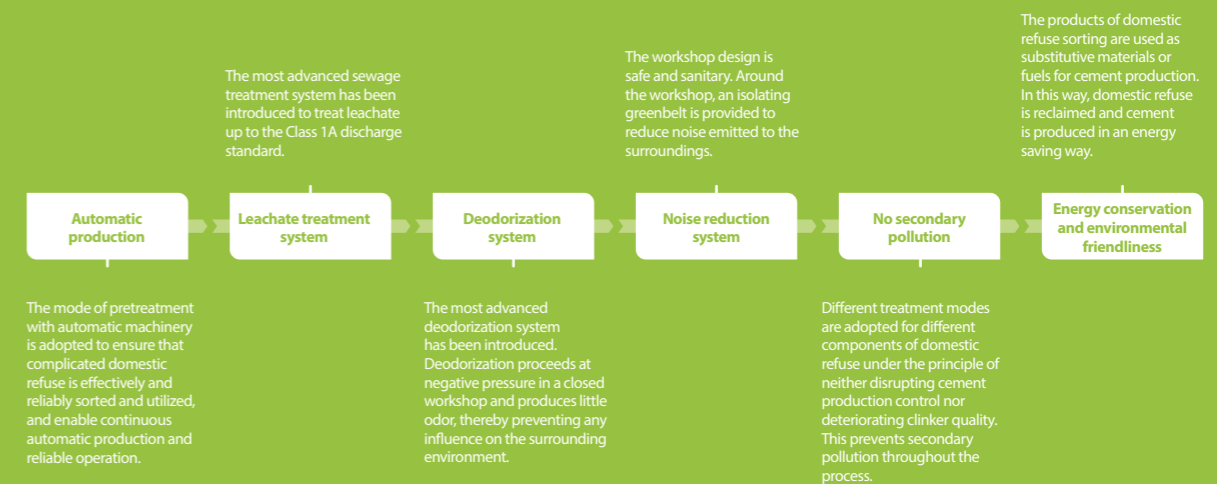 Automatic
production
The mode of pretreatment
with automatic machinery
is adopted to ensure that
complicated domestic
refuse is effectively and
reliably sorted and utilized,
and enable continuous
automatic production and
reliable operation.
The most advanced sewage
treatment system has been
introduced to treat leachate
up to the Class 1A discharge
standard.
Leachate treatment
system
Deodorization
system
The most advanced
deodorization system
has been introduced.
Deodorization proceeds at
negative pressure in a closed
workshop and produces little
odor, thereby preventing any
influence on the surrounding
environment.
The workshop design is
safe and sanitary. Around
the workshop, an isolating
greenbelt is provided to
reduce noise emitted to the
surroundings.
Noise reduction
system
No secondary
pollution
Different treatment modes
are adopted for different
components of domestic
refuse under the principle of
neither disrupting cement
production control nor
deteriorating clinker quality.
This prevents secondary
pollution throughout the
process.
The products of domestic
refuse sorting are used as
substitutive materials or
fuels for cement production.
In this way, domestic refuse
is reclaimed and cement
is produced in an energy
saving way.
Energy conservation
and environmental
friendliness